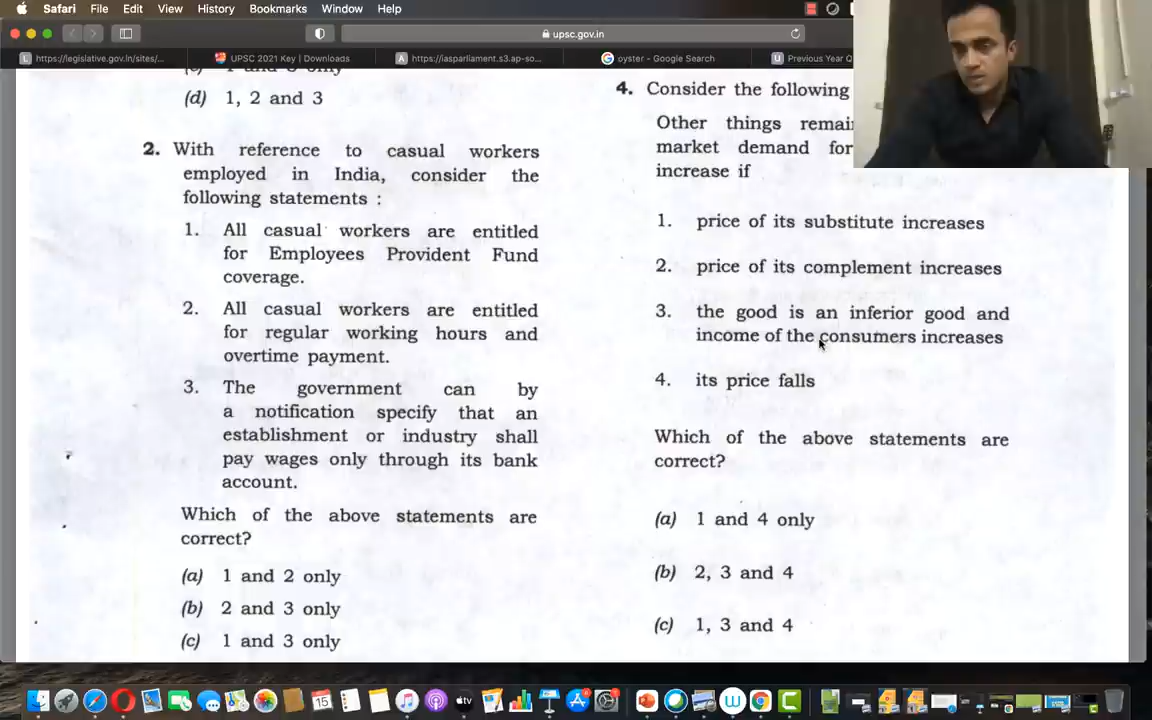 Safari File Edit View History Bookmarks Window Help
upsc.gov.in
https://legislative.gov.in/sites/...
UPSC 2021 Key | Downloads
https://iasparliament.s3.ap-so...
oyster - Google Search
Previous Year Q
(d) 1, 2 and 3
2. With reference to casual workers
employed in India, consider the
following statements :
1. All casual workers are entitled
for Employees Provident Fund
coverage.
2. All casual workers are entitled
for regular working hours and
overtime payment.
3. The government can by
a notification specify that an
establishment or industry shall
pay wages only through its bank
account.
Which of the above statements are
correct?
(a) 1 and 2 only
(b) 2 and 3 only
(c) 1 and 3 only
4. Consider the following
Other things remai
market demand for
increase if
1. price of its substitute increases
2. price of its complement increases
3. the good is an inferior good and
income of the consumers increases
4. its price falls
Which of the above statements are
correct?
(a) 1 and 4 only
(b) 2, 3 and 4
(c) 1, 3 and 4
tv
15